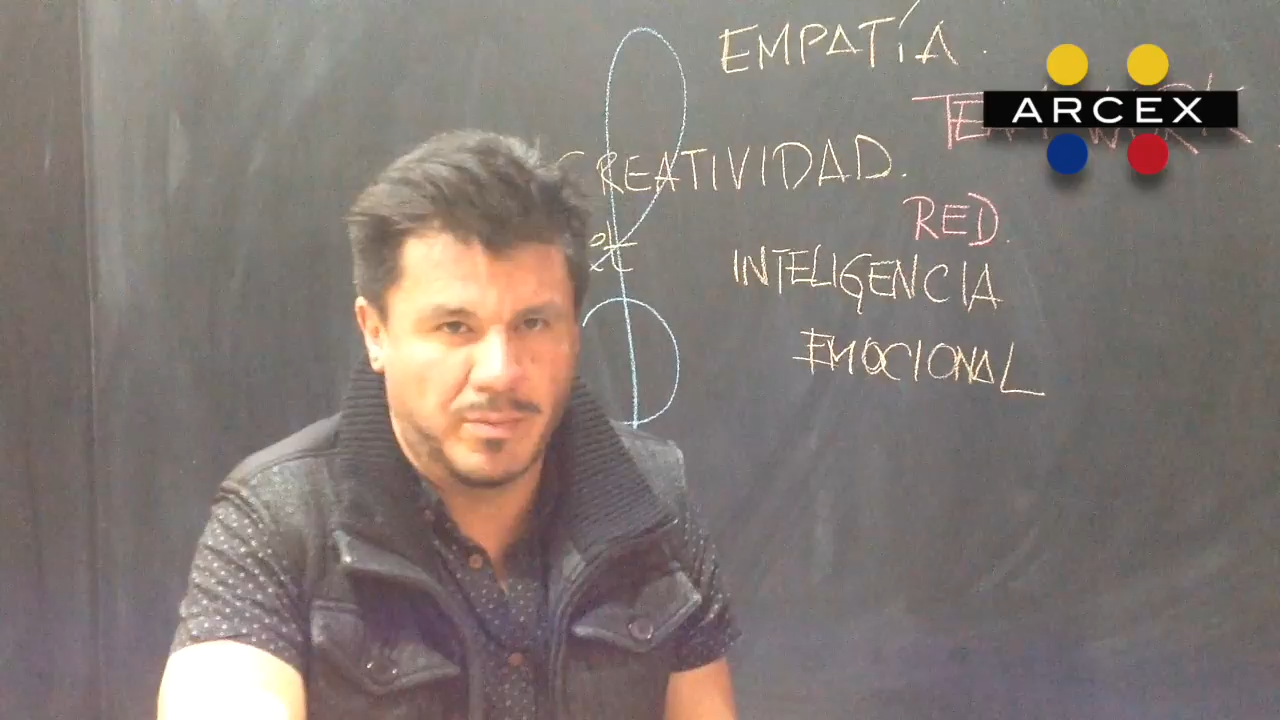 EMPATÍA.
ARCEX
CREATIVIDAD.
RED.
INTELIGENCIA
EMOCIONAL